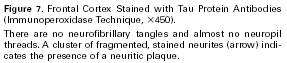 Figure 7. Frontal Cortex Stained with Tau Protein Antibodies
(Immunoperoxidase Technique, ×450).
There are no neurofibrillary tangles and almost no neuropil
threads. A cluster of fragmented, stained neurites (arrow) indi-
cates the presence of a neuritic plaque.